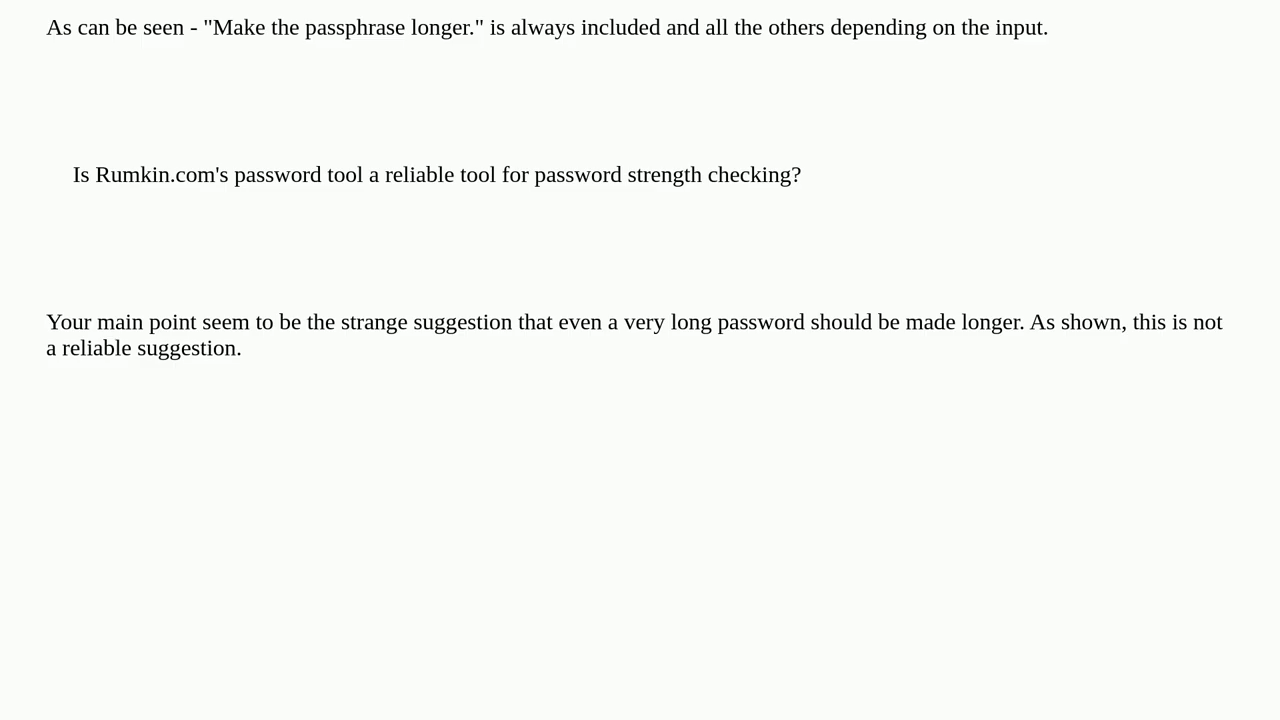 As can be seen - "Make the passphrase longer." is always included and all the others depending on the input.
Is Rumkin.com's password tool a reliable tool for password strength checking?
Your main point seem to be the strange suggestion that even a very long password should be made longer. As shown, this is not
a reliable suggestion.